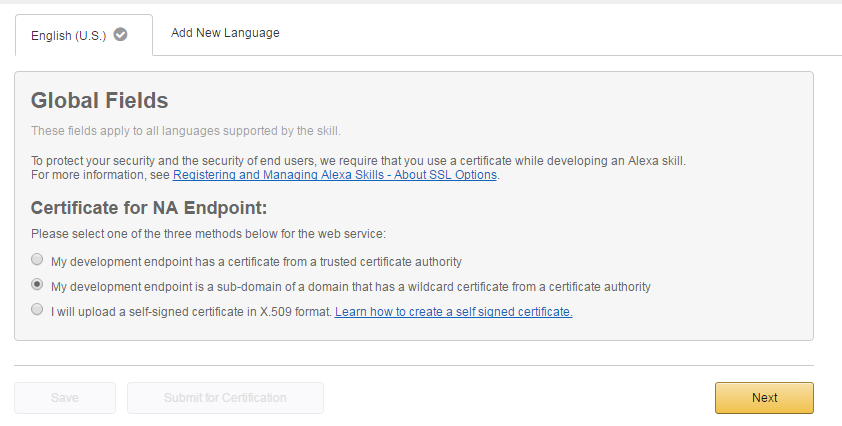 English (U.S.)
Add New Language
Global Fields
These fields apply to all languages supported by the skill.
To protect your security and the security of end users, we require that you use a certificate while developing an Alexa skill.
For more information, see Registering and Managing Alexa Skills - About SSL Options.
Certificate for NA Endpoint:
Please select one of the three methods below for the web service:
My development endpoint has a certificate from a trusted certificate authority
My development endpoint is a sub-domain of a domain that has a wildcard certificate from a certificate authority
I will upload a self-signed certificate in X.509 format. Learn how to create a self signed certificate.
Save
Submit for Certification
Next